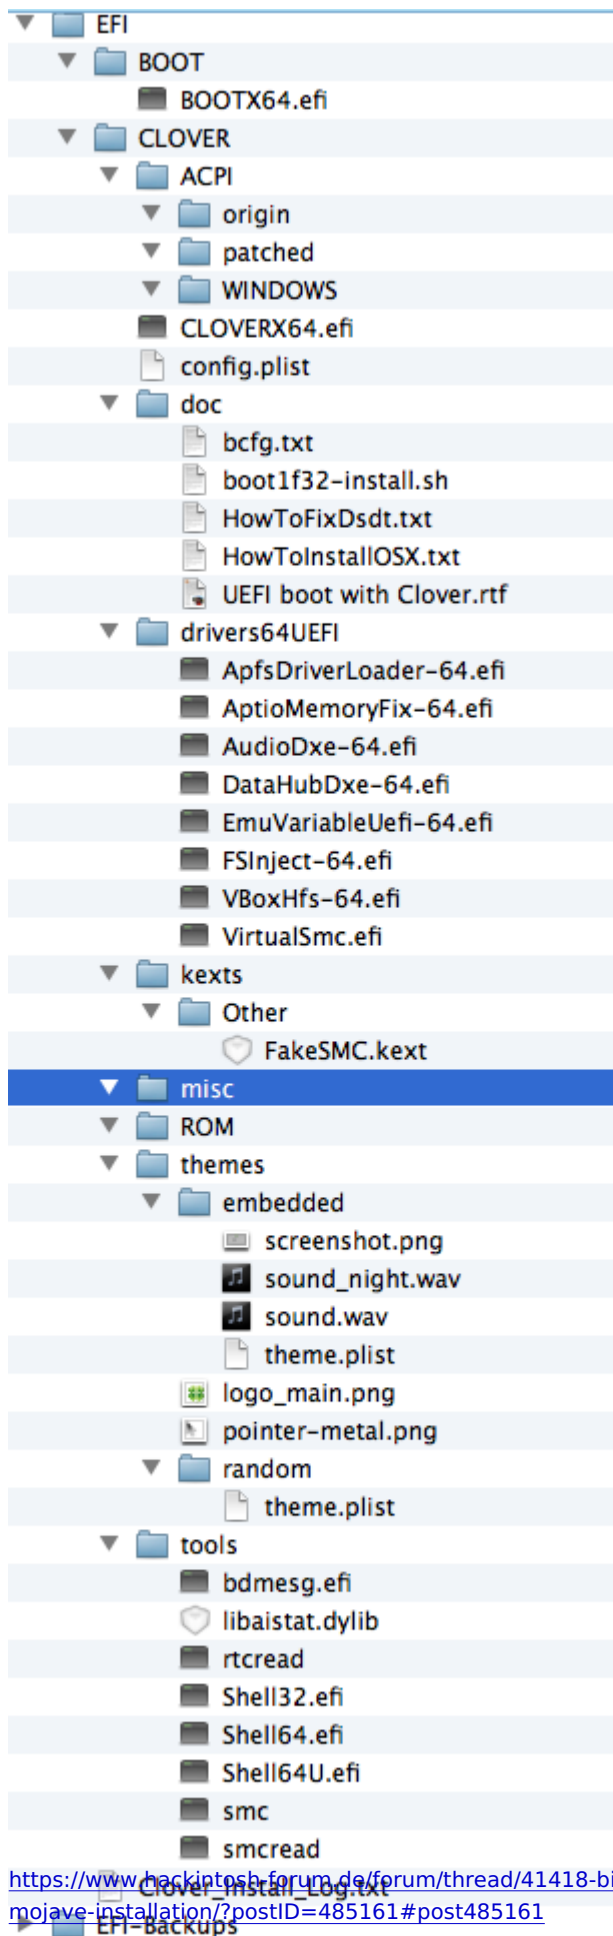 EFI
BOOT
BOOTX64.efi
CLOVER
ACPI
origin
patched
WINDOWS
CLOVERX64.efi
config.plist
doc
bcfg.txt
boot1f32-install.sh
HowToFixDsdt.txt
HowToInstallOSX.txt
UEFI boot with Clover.rtf
drivers64UEFI
ApfsDriverLoader-64.efi
AptioMemoryFix-64.efi
AudioDxe-64.efi
DataHubDxe-64.efi
EmuVariableUefi-64.efi
FSInject-64.efi
VBoxHfs-64.efi
VirtualSmc.efi
kexts
Other
FakeSMC.kext
misc
ROM
themes
embedded
screenshot.png
sound_night.wav
sound.wav
theme.plist
logo_main.png
pointer-metal.png
random
theme.plist
tools
bdmesg.efi
libaistat.dylib
rtcread
Shell32.efi
Shell64.efi
Shell64U.efi
smc
smcread
https://www.hackintosh-forum.de/forum/thread/41418-bi
Clover_Install_Log.txt
mojave-installation/?postID=485161#post485161
EFI-Backups